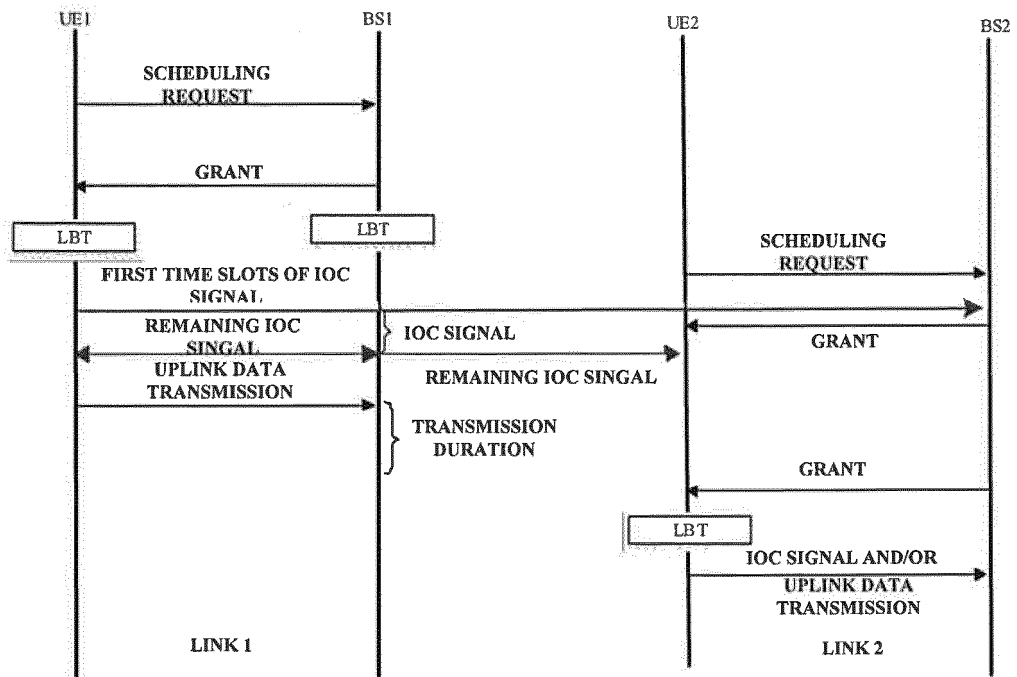 UE1
BS1
UE2
BS2
SCHEDULING
REQUEST
GRANT
LBT
LBT
SCHEDULING
REQUEST
FIRST TIME SLOTS OF IOC
SIGNAL
REMAINING IOC
SINGAL
IOC SIGNAL
GRANT
UPLINK DATA
TRANSMISSION
REMAINING IOC SINGAL
TRANSMISSION
DURATION
GRANT
LBT
IOC SIGNAL AND/OR
UPLINK DATA
TRANSMISSION
LINK 1
LINK 2